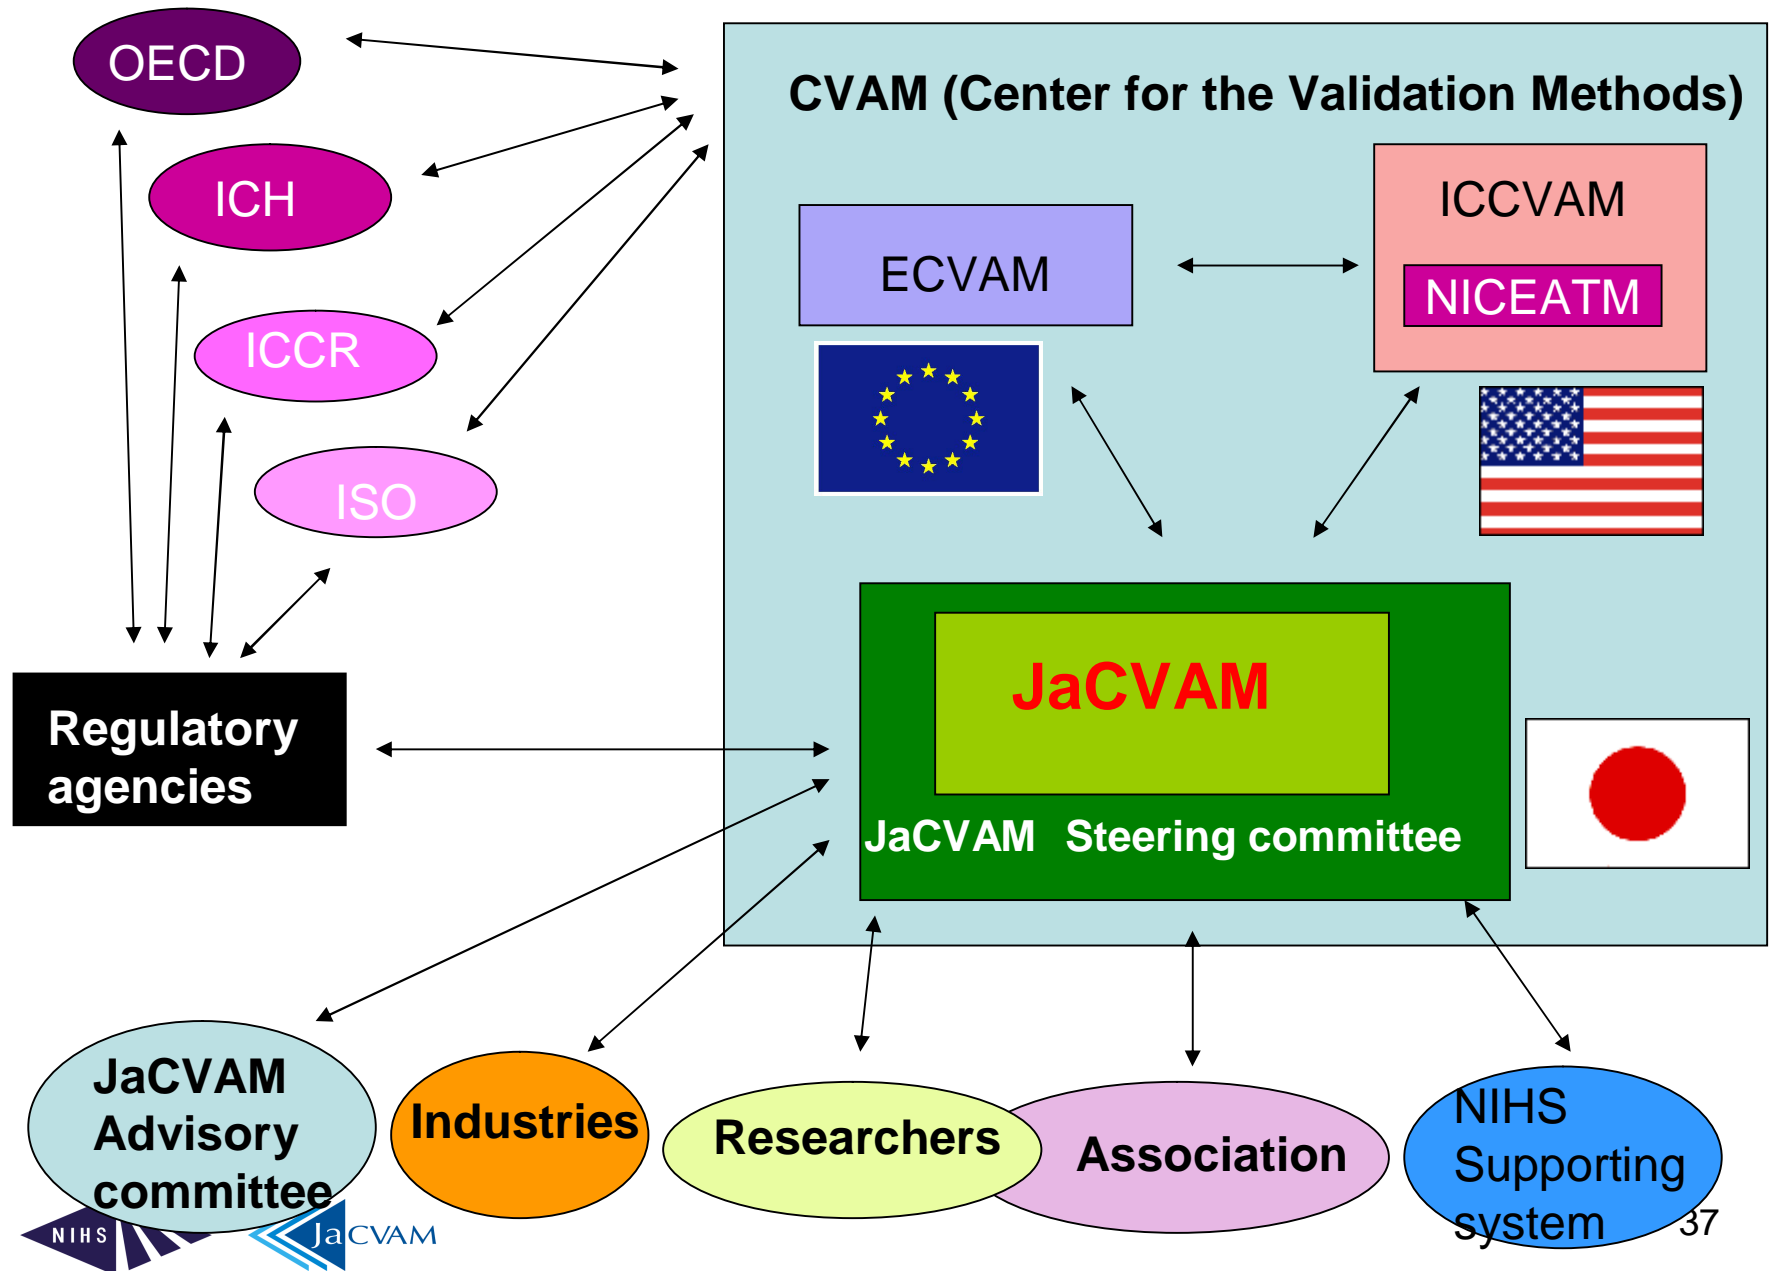 OECD
CVAM (Center for the Validation Methods)
ICH
ICCVAM
ECVAM
NICEATM
ICCR
ISO
JaCVAM
Regulatory
agencies
JaCVAM Steering committee
JaCVAM
Advisory
committee
Industries
Researchers
Association
NIHS
Supporting
system
NIHS
JaCVAM
37